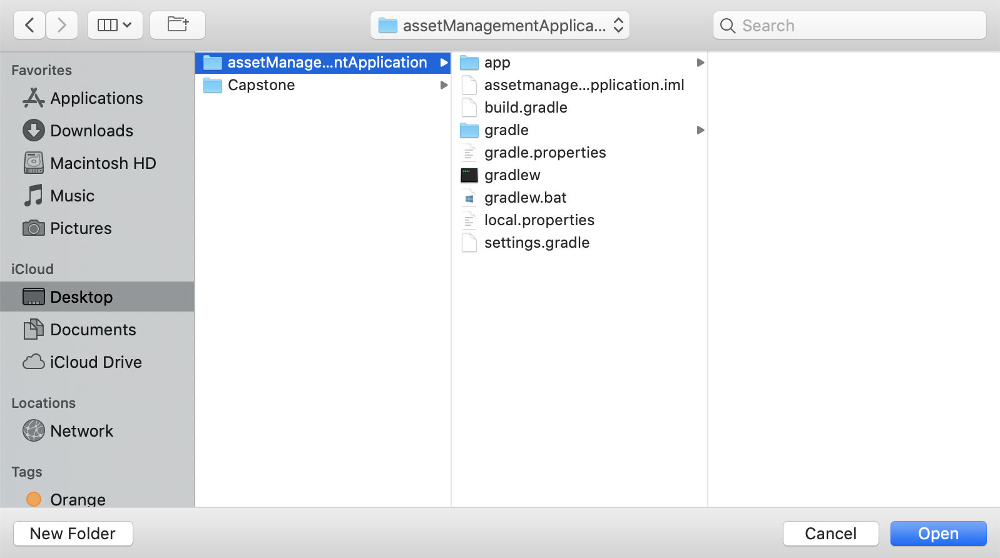 assetManagementApplica...
Search
Favorites
Applications
Downloads
Macintosh HD
Music
Pictures
iCloud
Desktop
Documents
iCloud Drive
Locations
Network
Tags
Orange
assetManage...ntApplication
Capstone
app
assetmanage...pplication.iml
build.gradle
gradle
gradle.properties
gradlew
gradlew.bat
local.properties
settings.gradle
New Folder
Cancel
Open